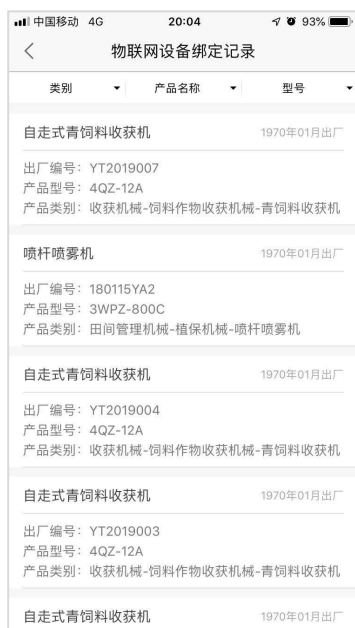 中国移动 4G 20:04 93%
物联网设备绑定记录
类别 产品名称 型号
自走式青饲料收获机 1970年01月出厂
出厂编号：YT2019007
产品型号：4QZ-12A
产品类别：收获机械-饲料作物收获机械-青饲料收获机
喷杆喷雾机 1970年01月出厂
出厂编号：180115YA2
产品型号：3WPZ-800C
产品类别：田间管理机械-植保机械-喷杆喷雾机
自走式青饲料收获机 1970年01月出厂
出厂编号：YT2019004
产品型号：4QZ-12A
产品类别：收获机械-饲料作物收获机械-青饲料收获机
自走式青饲料收获机 1970年01月出厂
出厂编号：YT2019003
产品型号：4QZ-12A
产品类别：收获机械-饲料作物收获机械-青饲料收获机
自走式青饲料收获机 1970年01月出厂